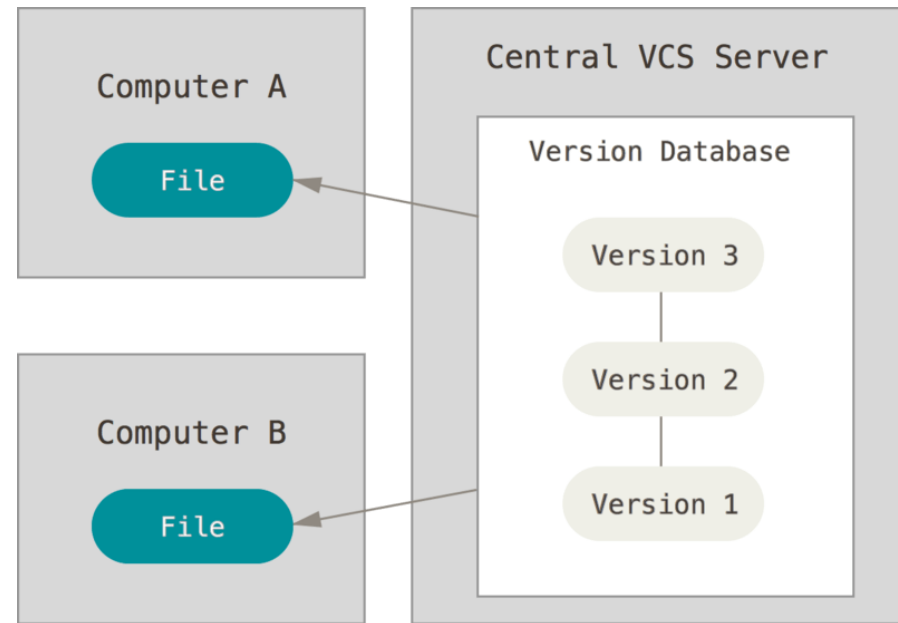 Computer A
File
Computer B
File
Central VCS Server
Version Database
Version 3
Version 2
Version 1